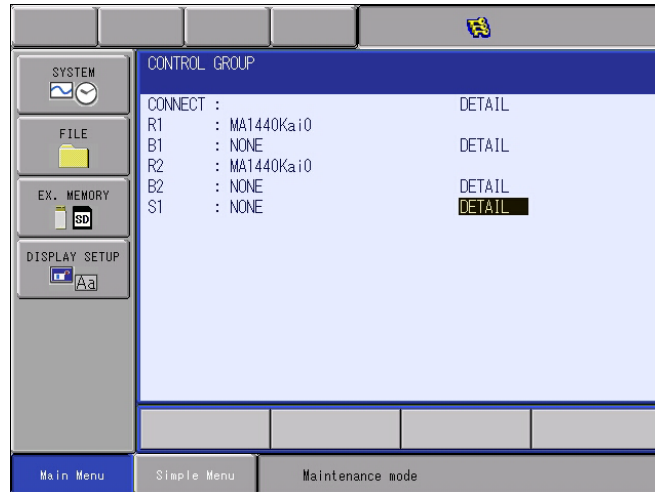 SYSTEM
FILE
EX. MEMORY
SD
DISPLAY SETUP
Aa
CONTROL GROUP
CONNECT : DETAIL
R1 : MA1440Kai0
B1 : NONE DETAIL
R2 : MA1440Kai0
B2 : NONE DETAIL
S1 : NONE DETAIL
Main Menu
Simple Menu
Maintenance mode